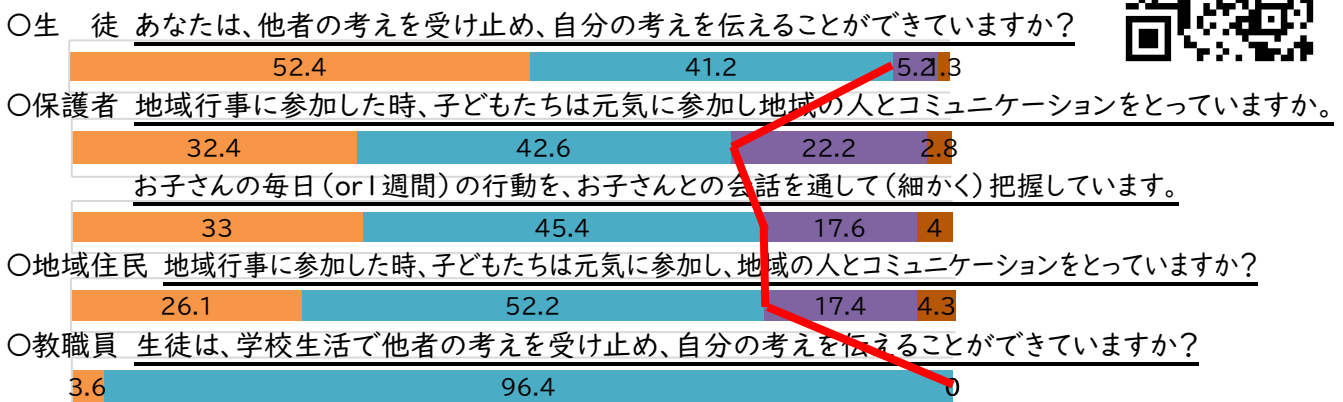 〇生　徒 あなたは、他者の考えを受け止め、自分の考えを伝えることができていますか？
52.4 41.2 5.2 1.3
〇保護者 地域行事に参加した時、子どもたちは元気に参加し地域の人とコミュニケーションをとっていますか。
32.4 42.6 22.2 2.8
お子さんの毎日（or１週間）の行動を、お子さんとの会話を通して（細かく）把握しています。
33 45.4 17.6 4
〇地域住民 地域行事に参加した時、子どもたちは元気に参加し、地域の人とコミュニケーションをとっていますか？
26.1 52.2 17.4 4.3
〇教職員 生徒は、学校生活で他者の考えを受け止め、自分の考えを伝えることができていますか？
3.6 96.4 0